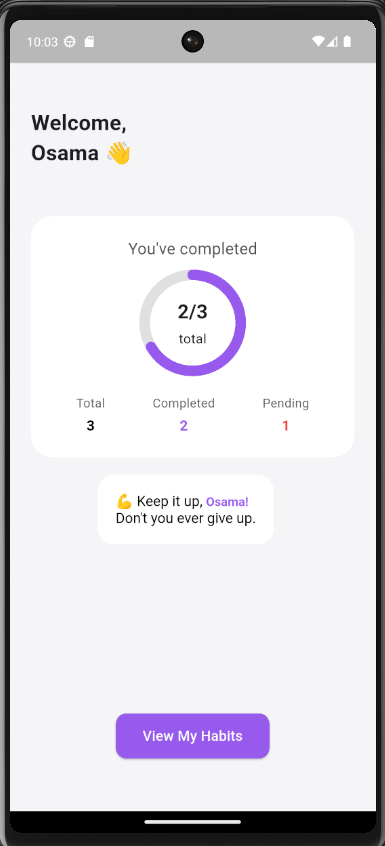 10:03
Welcome,
Osama 👋
You've completed
2/3
total
Total Completed Pending
3 2 1
💪 Keep it up, Osama!
Don't you ever give up.
View My Habits